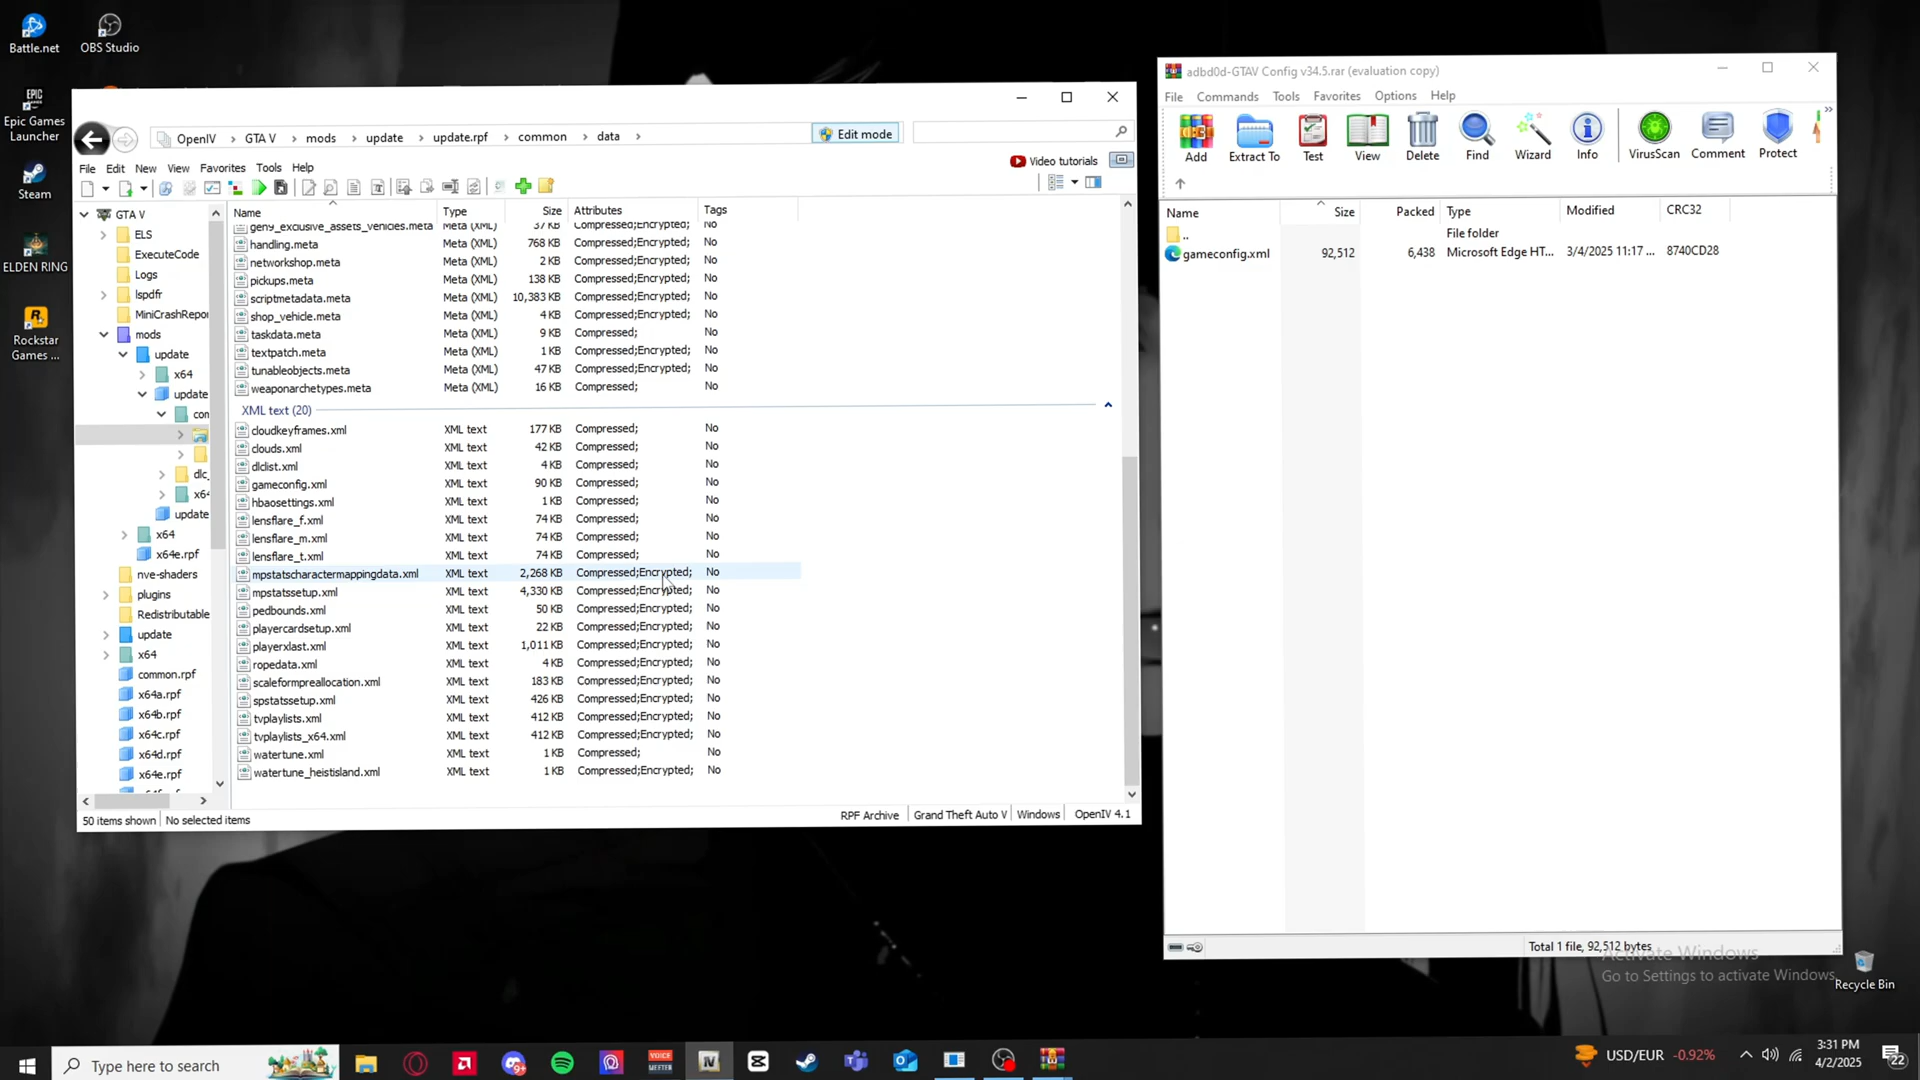 Battle.net
OBS Studio
Epic Games
Launcher
Steam
ELDEN RING
Rockstar
Games ...
OpenIV › GTA V › mods › update › update.rpf › common › data ›
Edit mode
File Edit New View Favorites Tools Help
Video tutorials
GTA V
ELS
ExecuteCode
Logs
lspdfr
MiniCrashRepo
mods
update
x64
update
con
dlc_
x64
update
x64
x64e.rpf
nve-shaders
plugins
Redistributable
update
x64
common.rpf
x64a.rpf
x64b.rpf
x64c.rpf
x64d.rpf
x64e.rpf
Name Type Size Attributes Tags
gen9_exclusive_assets_vehicles.meta Meta (XML) 37 KB Compressed;Encrypted; No
handling.meta Meta (XML) 768 KB Compressed;Encrypted; No
networkshop.meta Meta (XML) 2 KB Compressed;Encrypted; No
pickups.meta Meta (XML) 138 KB Compressed;Encrypted; No
scriptmetadata.meta Meta (XML) 10,383 KB Compressed;Encrypted; No
shop_vehicle.meta Meta (XML) 4 KB Compressed;Encrypted; No
taskdata.meta Meta (XML) 9 KB Compressed; No
textpatch.meta Meta (XML) 1 KB Compressed;Encrypted; No
tunableobjects.meta Meta (XML) 47 KB Compressed;Encrypted; No
weaponarchetypes.meta Meta (XML) 16 KB Compressed; No
XML text (20)
cloudkeyframes.xml XML text 177 KB Compressed; No
clouds.xml XML text 42 KB Compressed; No
dlclist.xml XML text 4 KB Compressed; No
gameconfig.xml XML text 90 KB Compressed; No
hbaosettings.xml XML text 1 KB Compressed; No
lensflare_f.xml XML text 74 KB Compressed; No
lensflare_m.xml XML text 74 KB Compressed; No
lensflare_t.xml XML text 74 KB Compressed; No
mpstatscharactermappingdata.xml XML text 2,268 KB Compressed;Encrypted; No
mpstatssetup.xml XML text 4,330 KB Compressed;Encrypted; No
pedbounds.xml XML text 50 KB Compressed;Encrypted; No
playercardsetup.xml XML text 22 KB Compressed;Encrypted; No
playerxlast.xml XML text 1,011 KB Compressed;Encrypted; No
ropedata.xml XML text 4 KB Compressed;Encrypted; No
scaleformpreallocation.xml XML text 183 KB Compressed;Encrypted; No
spstatssetup.xml XML text 426 KB Compressed;Encrypted; No
tvplaylists.xml XML text 412 KB Compressed;Encrypted; No
tvplaylists_x64.xml XML text 412 KB Compressed;Encrypted; No
watertune.xml XML text 1 KB Compressed; No
watertune_heistisland.xml XML text 1 KB Compressed;Encrypted; No
50 items shown No selected items
RPF Archive Grand Theft Auto V Windows OpenIV 4.1
adbd0d-GTAV Config v34.5.rar (evaluation copy)
File Commands Tools Favorites Options Help
Add Extract To Test View Delete Find Wizard Info VirusScan Comment Protect
Name Size Packed Type Modified CRC32
.. File folder
gameconfig.xml 92,512 6,438 Microsoft Edge HT... 3/4/2025 11:17 ... 8740CD28
Total 1 file, 92,512 bytes
Activate Windows
Go to Settings to activate Windows.
Recycle Bin
Type here to search
9+
VOICE
MEETER
IV
USD/EUR -0.92%
3:31 PM
4/2/2025
22